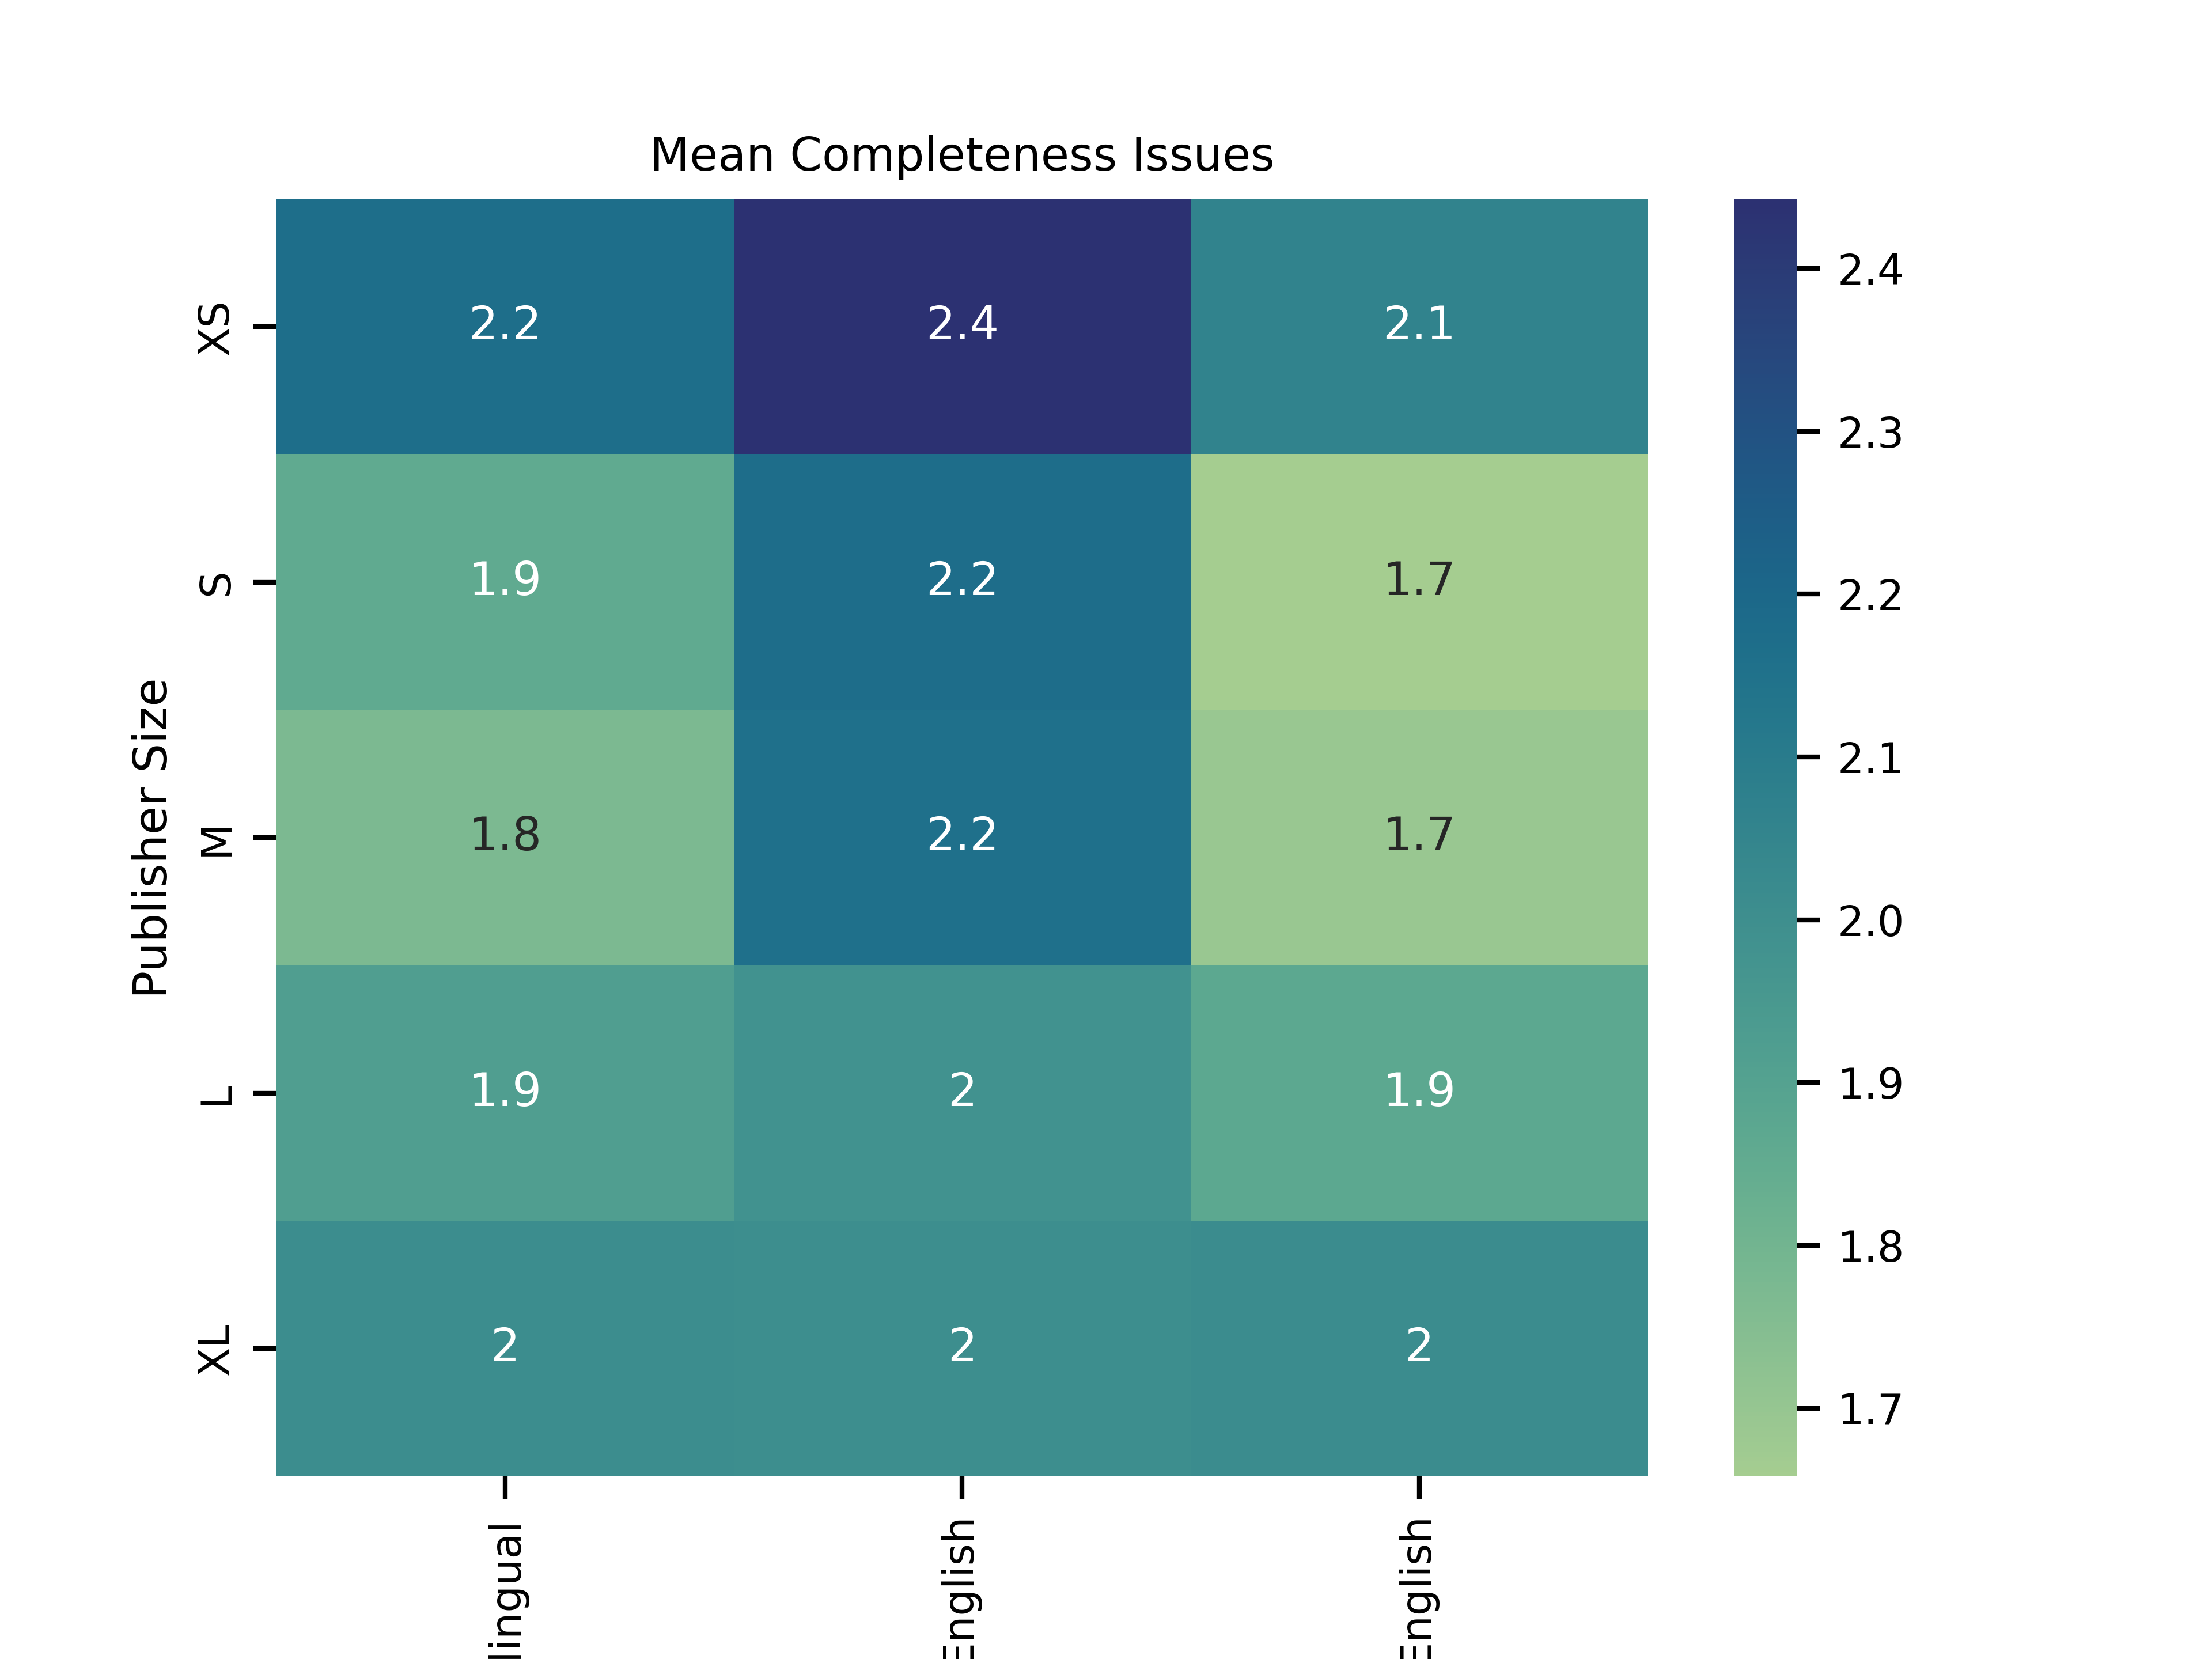 Mean Completeness Issues
Publisher Size
XS 2.2 2.4 2.1
S 1.9 2.2 1.7
M 1.8 2.2 1.7
L 1.9 2 1.9
XL 2 2 2
lingual English English
2.4
2.3
2.2
2.1
2.0
1.9
1.8
1.7